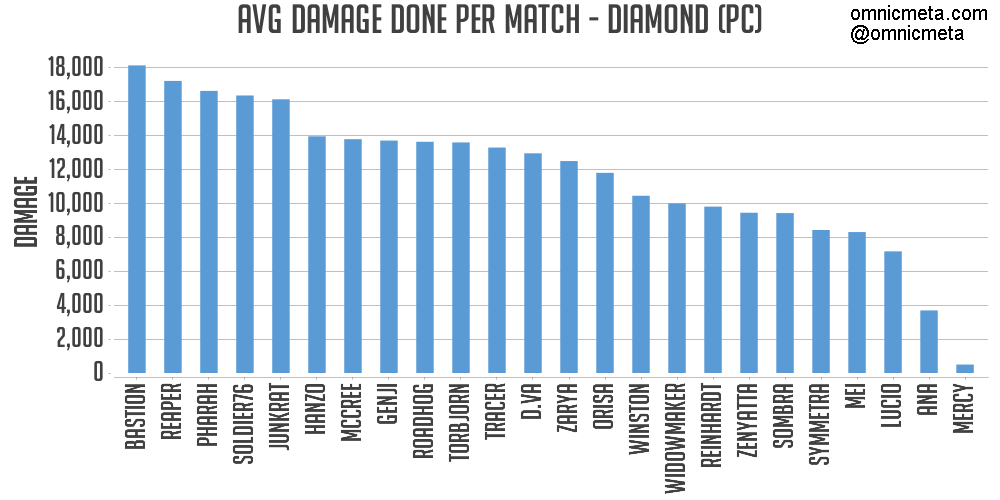 AVG DAMAGE DONE PER MATCH - DIAMOND (PC)
omnicmeta.com
@omnicmeta
DAMAGE
18,000
16,000
14,000
12,000
10,000
8,000
6,000
4,000
2,000
0
BASTION
REAPER
PHARAH
SOLDIER76
JUNKRAT
HANZO
MCCREE
GENJI
ROADHOG
TORBJORN
TRACER
D.VA
ZARYA
ORISA
WINSTON
WIDOWMAKER
REINHARDT
ZENYATTA
SOMBRA
SYMMETRA
MEI
LUCIO
ANA
MERCY